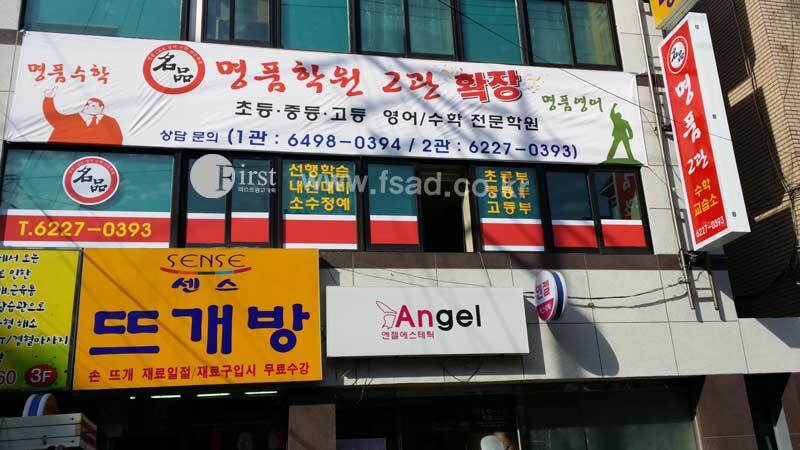 명품수학
名品
명품학원 2관 확장
명품영어
초등·중등·고등 영어/수학 전문학원
상담 문의 (1관 : 6498-0394 / 2관 : 6227-0393)
名品
T.6227-0393
First
www.fsad.co.kr
선행학습
내신대비
소수정예
초등부
중등부
고등부
명품2관
수학
교습소
6227-0393
SENSE
센스
뜨개방
손 뜨개 재료일절/재료구입시 무료수강
Angel
엔젤에스테틱
엔젤
60 3F